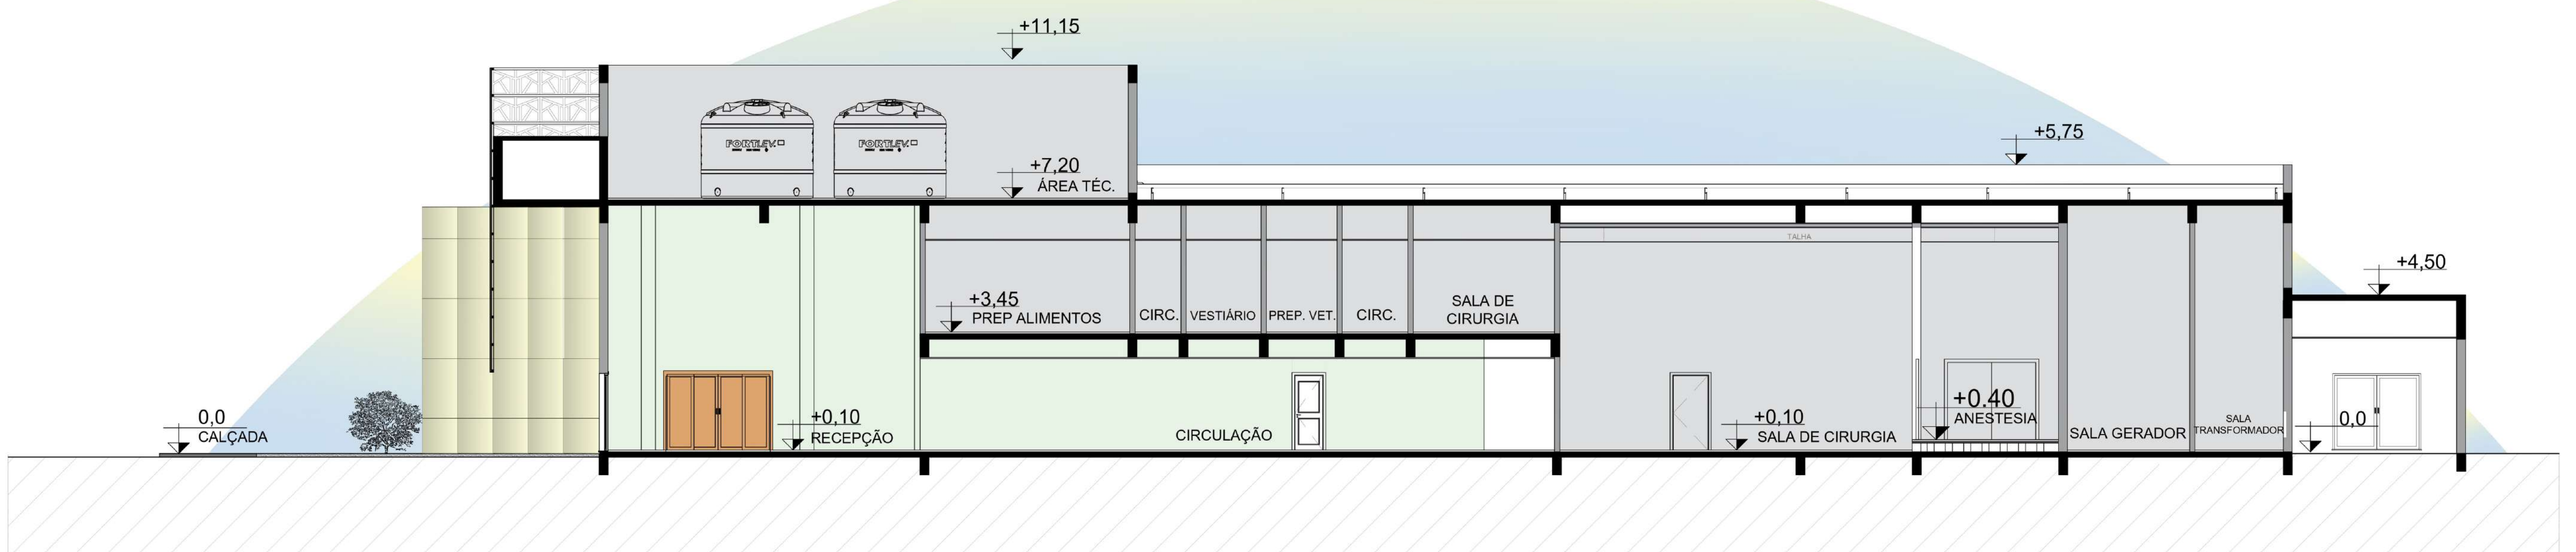 +11,15
+5,75
FORTLEV.
FORTLEV.
+7,20
ÁREA TÉC.
TALHA
+4,50
+3,45
PREP ALIMENTOS
CIRC.
VESTIÁRIO
PREP. VET.
CIRC.
SALA DE
CIRURGIA
0,0
CALÇADA
+0,10
RECEPÇÃO
CIRCULAÇÃO
+0,10
SALA DE CIRURGIA
+0.40
ANESTESIA
SALA GERADOR
SALA
TRANSFORMADOR
0,0